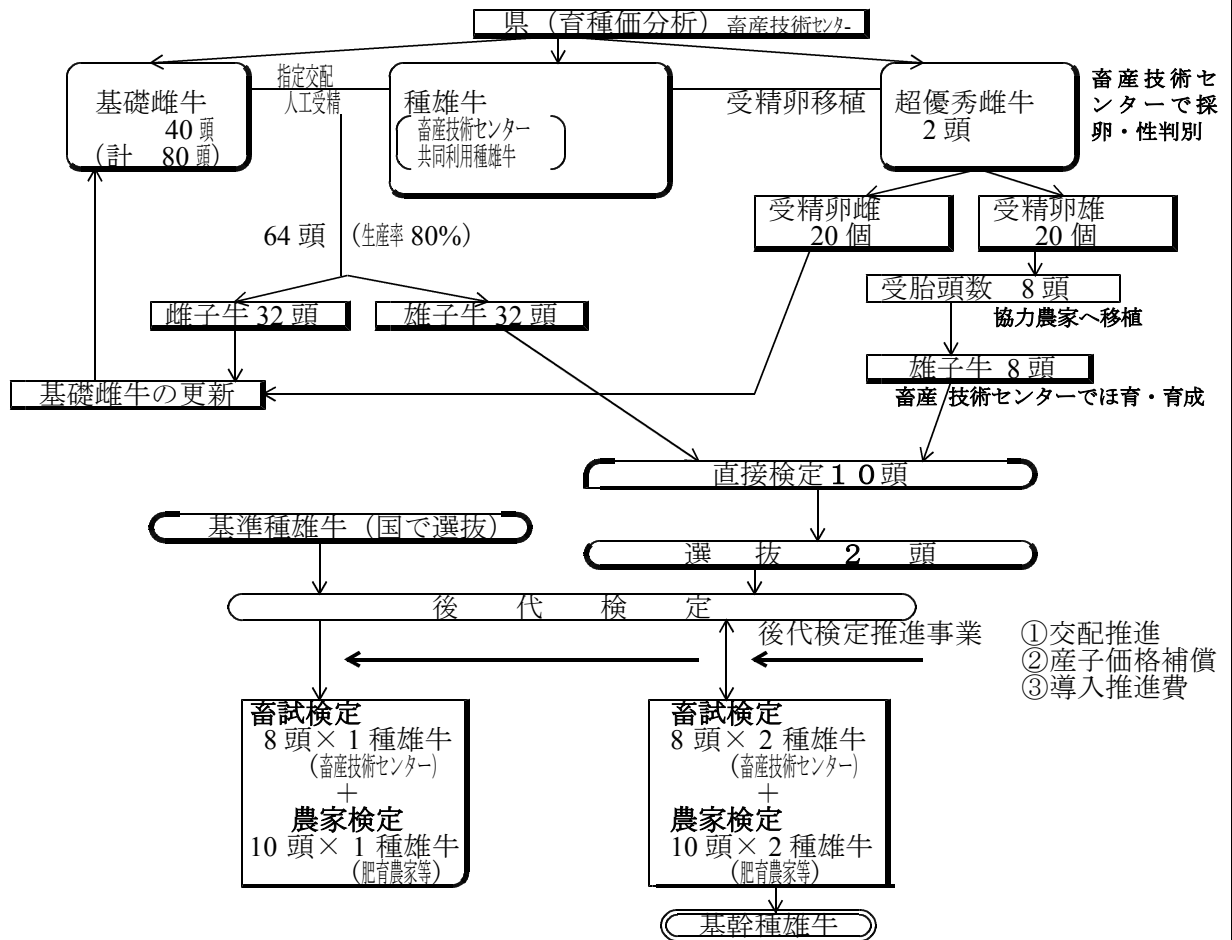 県（育種価分析）畜産技術ｾﾝﾀｰ
基礎雌牛
40頭
(計 80頭)
指定交配
人工受精
種雄牛
畜産技術センター
共同利用種雄牛
受精卵移植
超優秀雌牛
2頭
畜産技術セ
ンターで採
卵・性判別
64頭 (生産率80%)
受精卵雌
20個
受精卵雄
20個
受胎頭数 8頭
協力農家へ移植
雌子牛32頭
雄子牛32頭
雄子牛 8頭
畜産 技術センターでほ育・育成
基礎雌牛の更新
直接検定１０頭
基準種雄牛（国で選抜）
選 抜 ２ 頭
後 代 検 定
後代検定推進事業
①交配推進
②産子価格補償
③導入推進費
畜試検定
8頭×1種雄牛
(畜産技術センター)
＋
農家検定
10頭×1種雄牛
(肥育農家等)
畜試検定
8頭×2種雄牛
(畜産技術センター)
＋
農家検定
10頭×2種雄牛
(肥育農家等)
基幹種雄牛